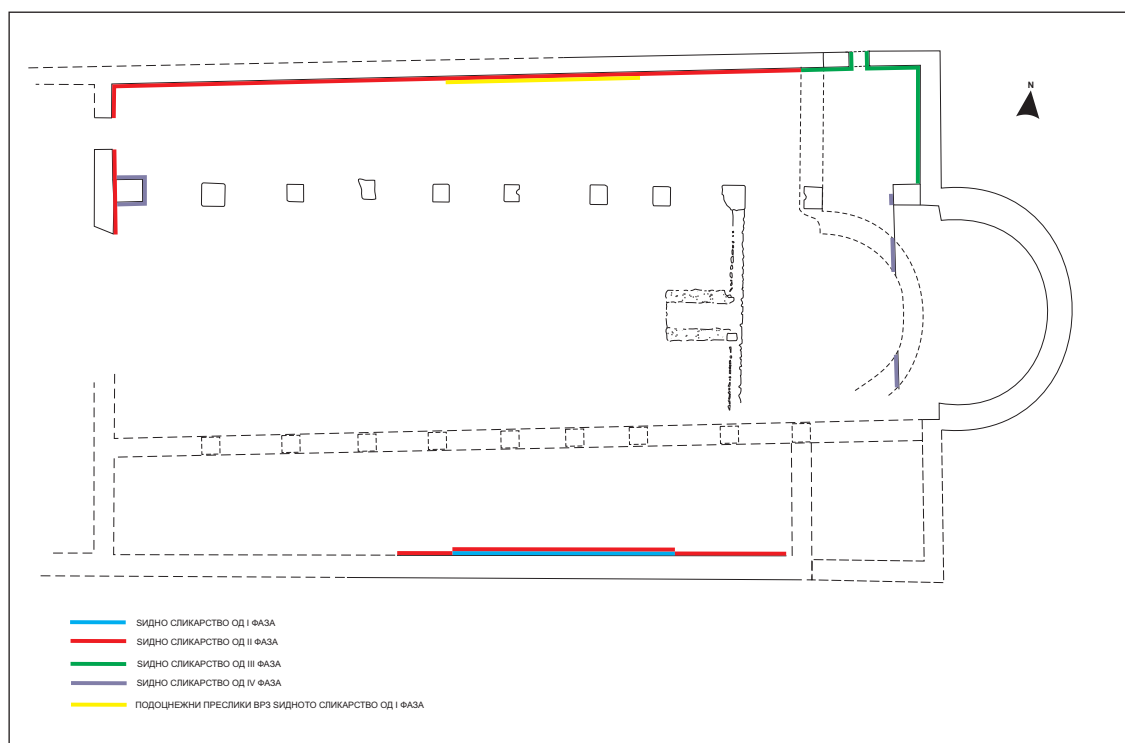 N
ЅИДНО СЛИКАРСТВО ОД I ФАЗА
ЅИДНО СЛИКАРСТВО ОД II ФАЗА
ЅИДНО СЛИКАРСТВО ОД III ФАЗА
ЅИДНО СЛИКАРСТВО ОД IV ФАЗА
ПОДОЦНЕЖНИ ПРЕСЛИКИ ВРЗ ЅИДНОТО СЛИКАРСТВО ОД I ФАЗА